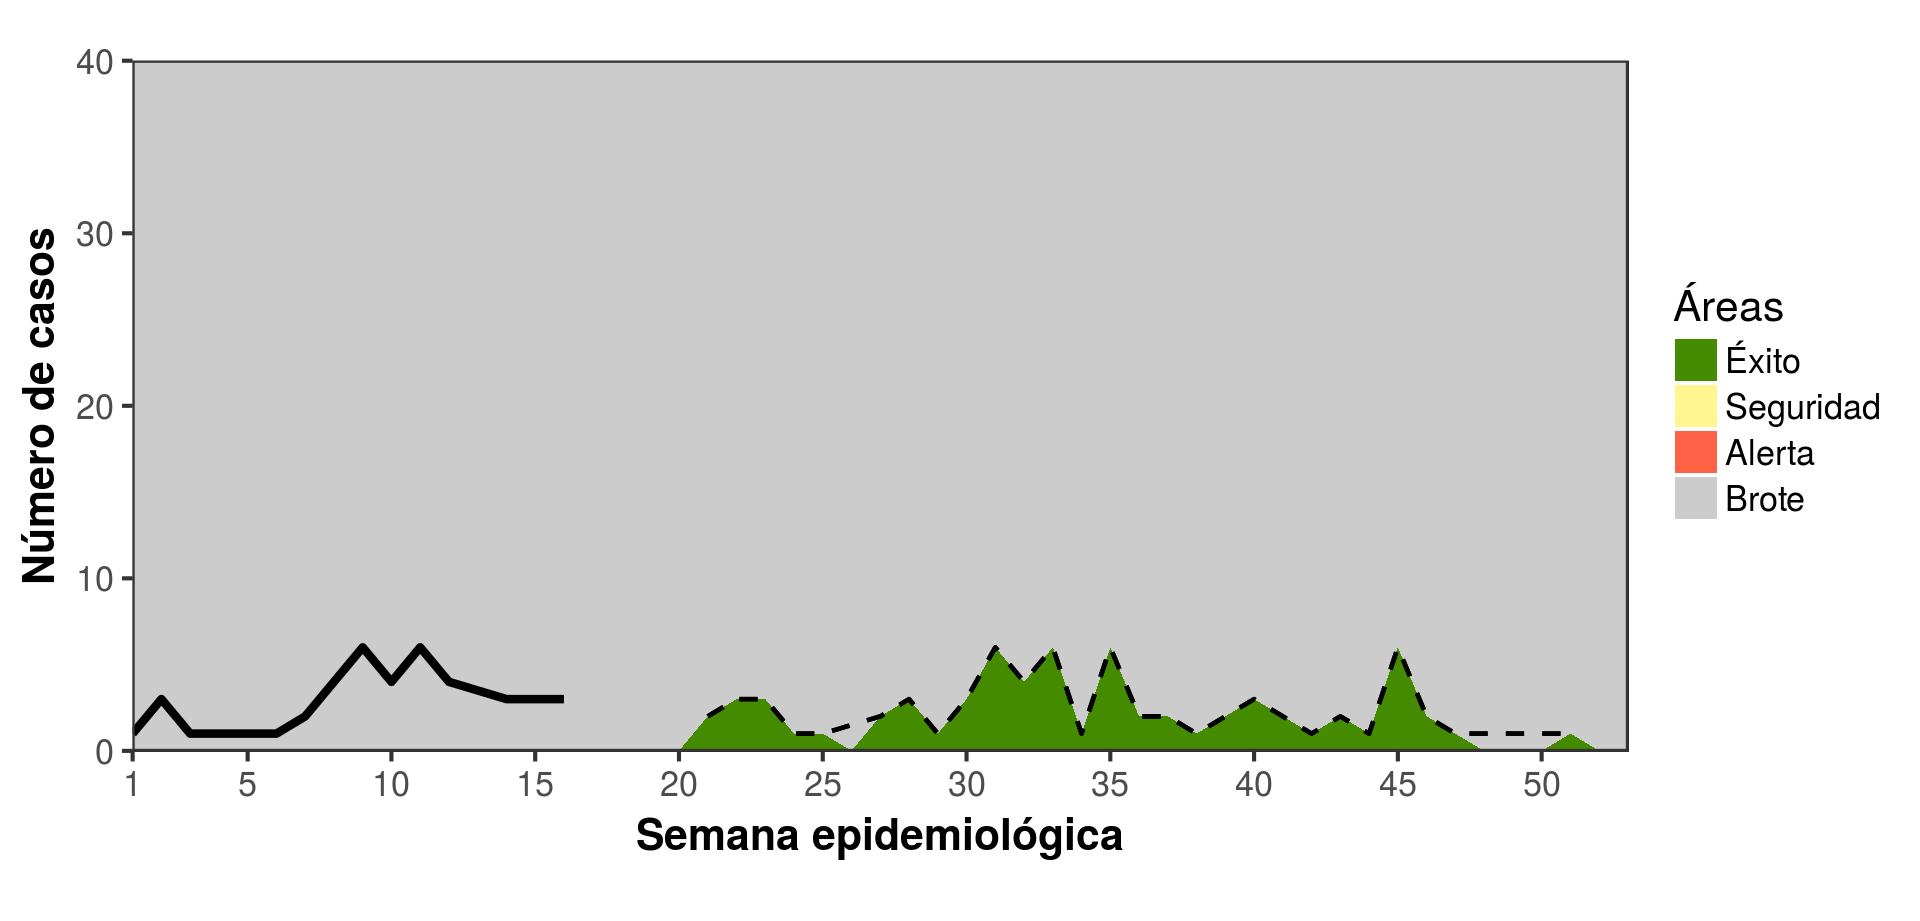 40
30
20
10
0
Número de casos
1 5 10 15 20 25 30 35 40 45 50
Semana epidemiológica
Áreas
Éxito
Seguridad
Alerta
Brote